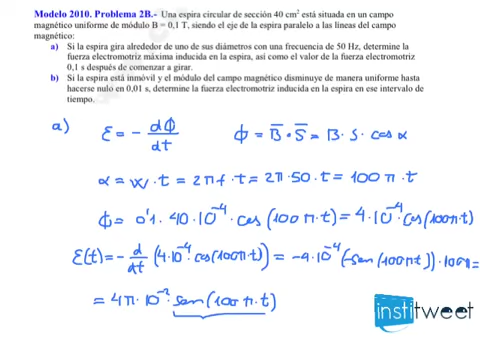 Modelo 2010. Problema 2B.- Una espira circular de sección 40 cm² está situada en un campo
magnético uniforme de módulo B = 0,1 T, siendo el eje de la espira paralelo a las líneas del campo
magnético:
a) Si la espira gira alrededor de uno de sus diámetros con una frecuencia de 50 Hz, determine la
fuerza electromotriz máxima inducida en la espira, así como el valor de la fuerza electromotriz
0,1 s después de comenzar a girar.
b) Si la espira está inmóvil y el módulo del campo magnético disminuye de manera uniforme hasta
hacerse nulo en 0,01 s, determine la fuerza electromotriz inducida en la espira en ese intervalo de
tiempo.
a) ε = - dΦ/dt Φ = B̅ • S̅ = B · S · cos α
α = W · t = 2πf · t = 2π · 50 · t = 100 π · t
Φ = 0'1 · 40 · 10⁻⁴ · cos (100 π · t) = 4 · 10⁻⁴ · cos (100π·t)
ε(t) = - d/dt (4·10⁻⁴ · cos(100π·t)) = -4·10⁻⁴ (-sen(100πt)) · 100π =
= 4π · 10⁻² · sen (100 π · t)
institweet